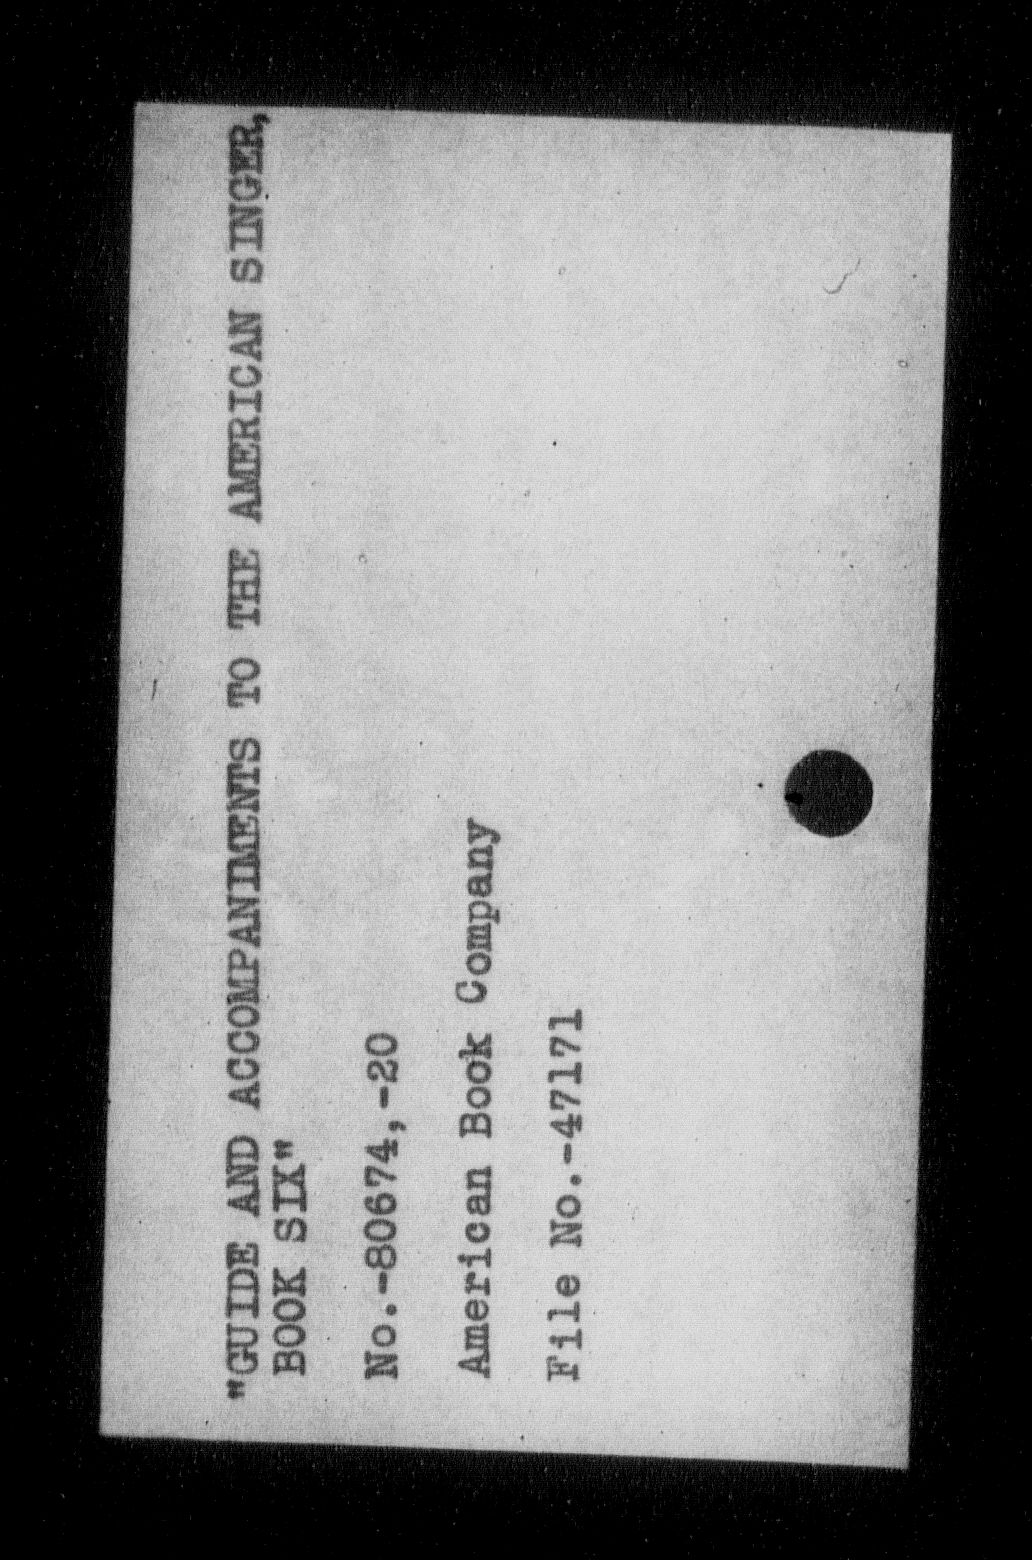 "GUIDE AND ACCOMPANIMENTS TO THE AMERICAN SINGER,
BOOK SIX"
No.-80674,-20
American Book Company
File No.-47171